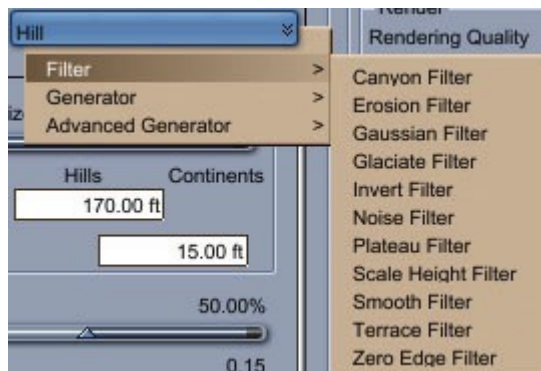 Render
Hill
Rendering Quality
Filter >
Generator >
Advanced Generator >
Canyon Filter
Erosion Filter
Gaussian Filter
Glaciate Filter
Invert Filter
Noise Filter
Plateau Filter
Scale Height Filter
Smooth Filter
Terrace Filter
Zero Edge Filter
Hills Continents
170.00 ft
15.00 ft
50.00%
0.15